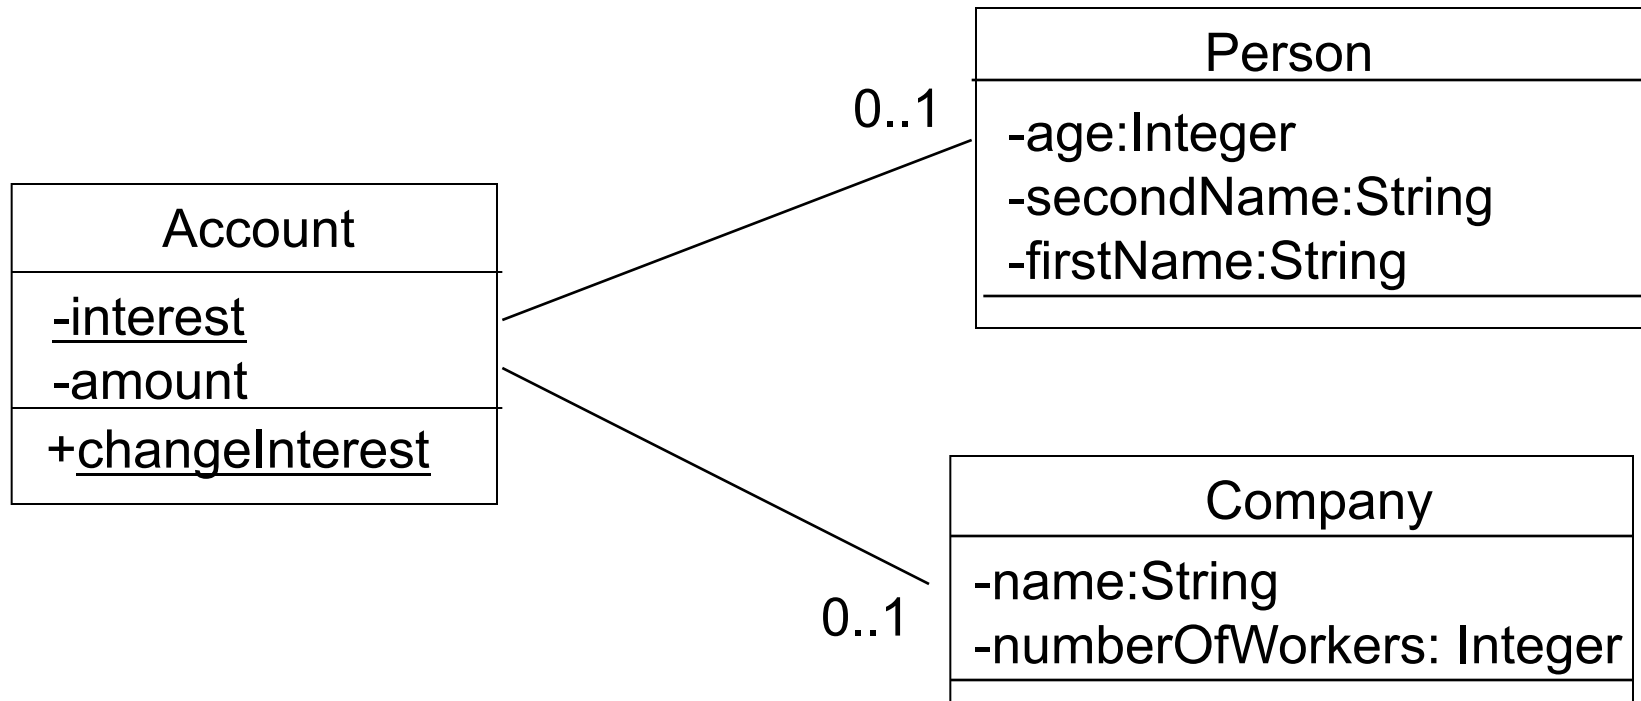 Person
-age:Integer
-secondName:String
-firstName:String
0..1
Account
-interest
-amount
+changeInterest
0..1
Company
-name:String
-numberOfWorkers: Integer